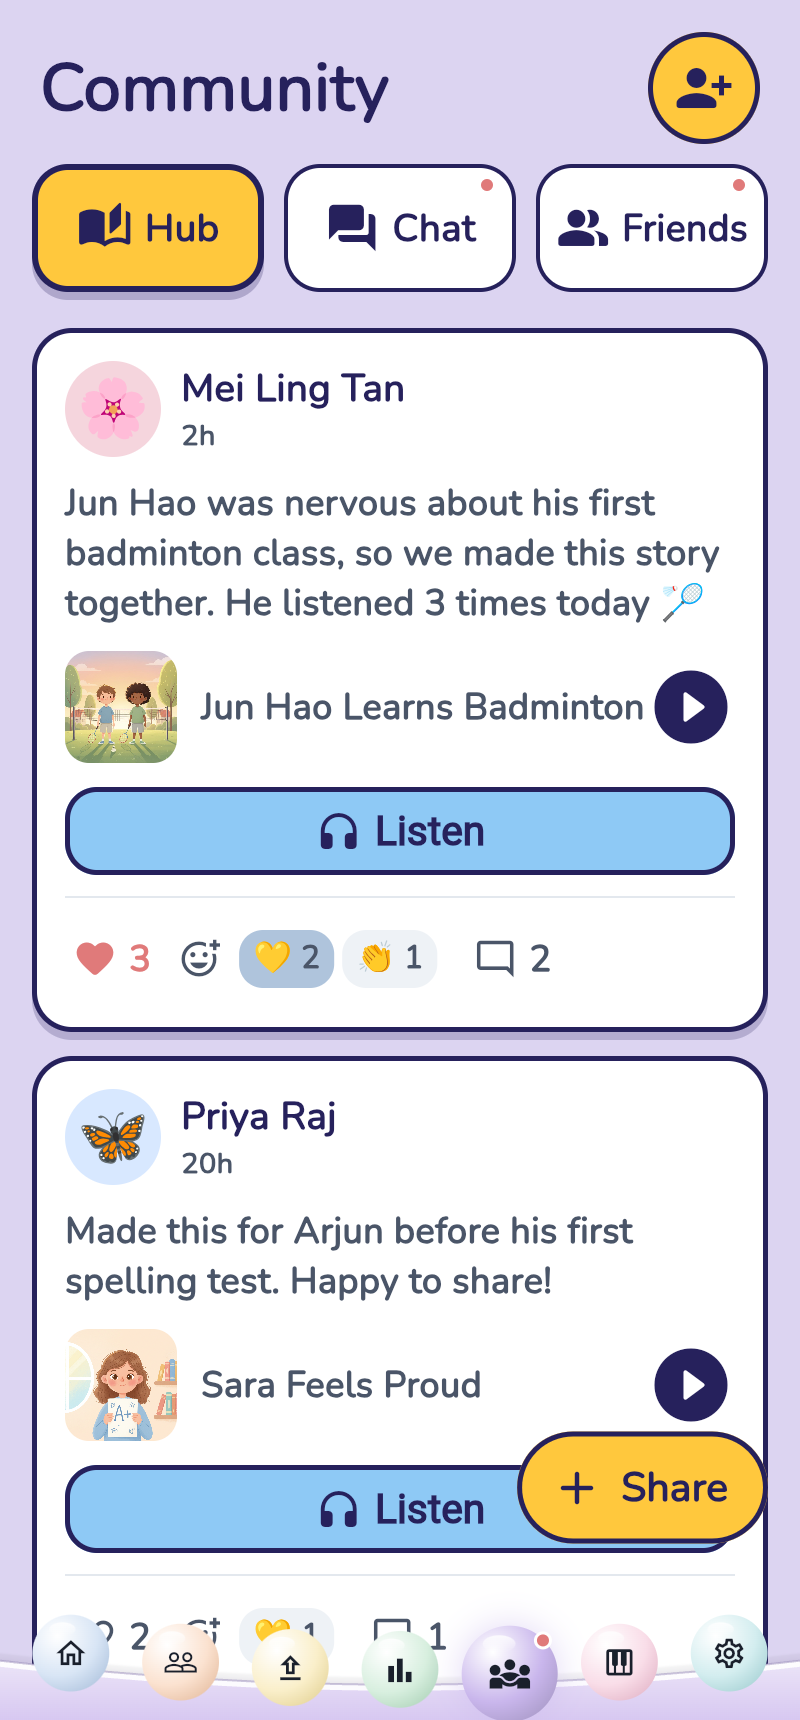 Community
Hub
Chat
Friends
Mei Ling Tan
2h
Jun Hao was nervous about his first
badminton class, so we made this story
together. He listened 3 times today 🏸
Jun Hao Learns Badminton
Listen
3
💛 2
👏 1
2
Priya Raj
20h
Made this for Arjun before his first
spelling test. Happy to share!
A+
Sara Feels Proud
Listen
+ Share
2
💛 1
1